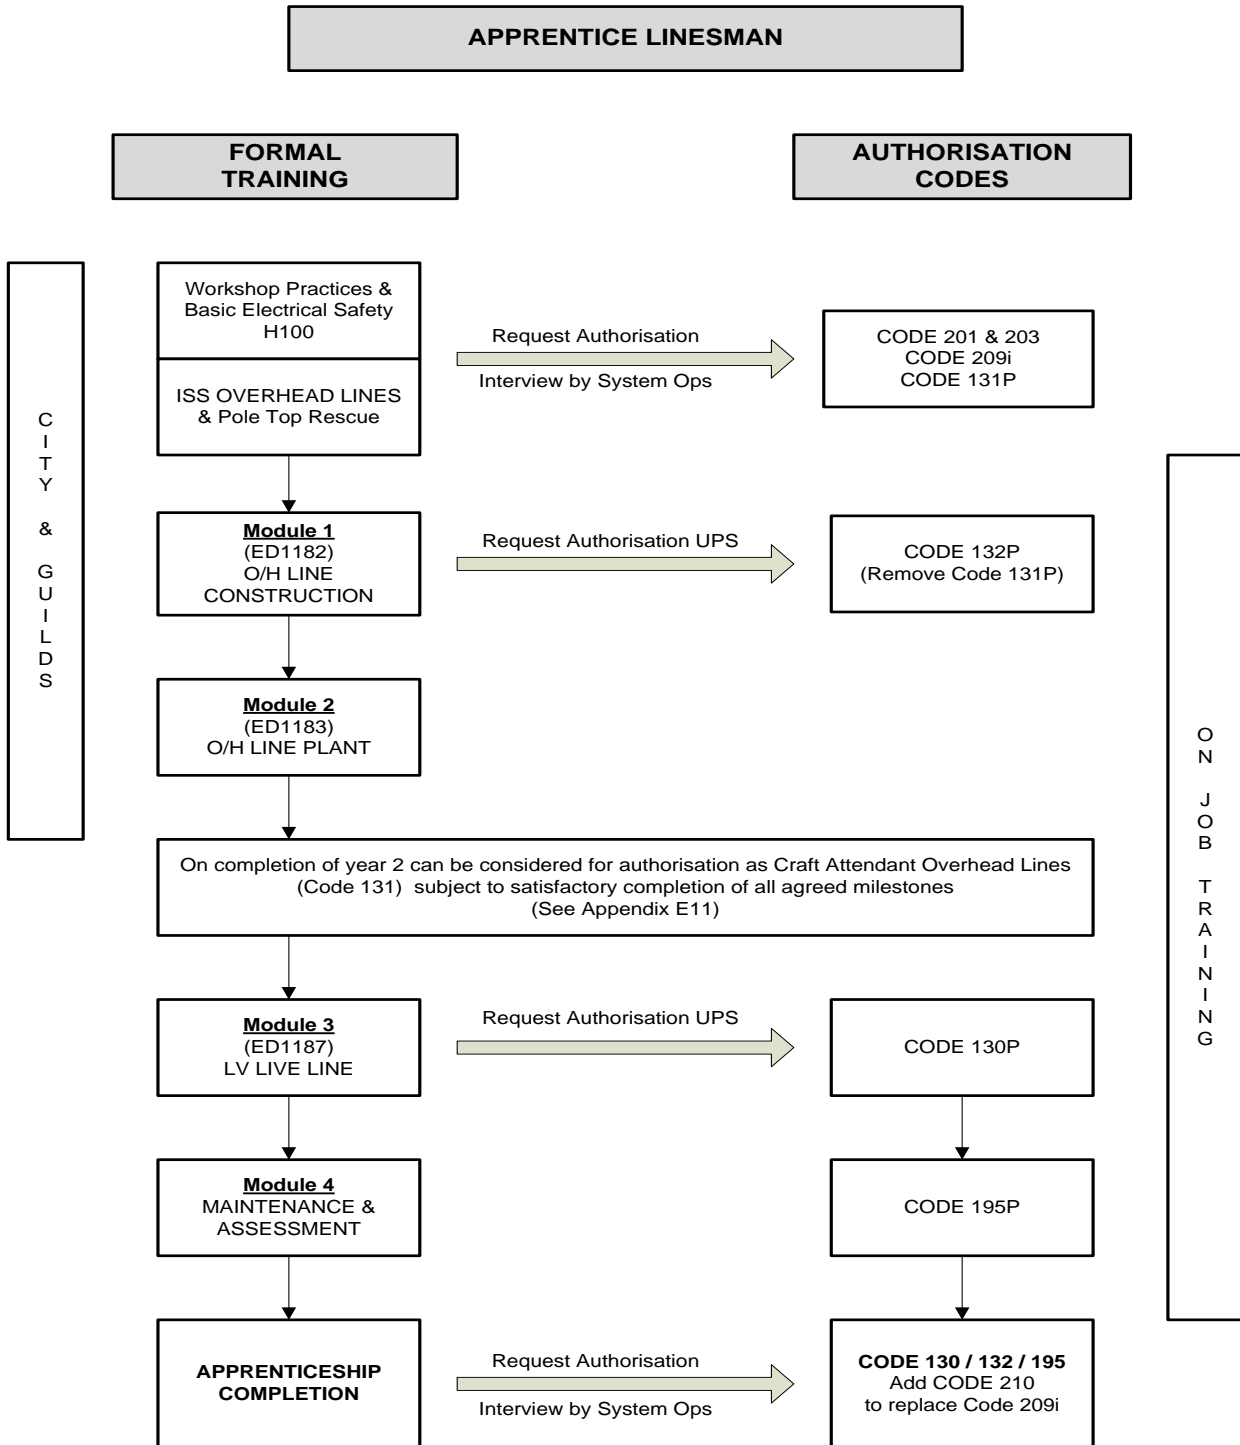 APPRENTICE LINESMAN
FORMAL
TRAINING
AUTHORISATION
CODES
CITY & GUILDS
Workshop Practices &
Basic Electrical Safety
H100
ISS OVERHEAD LINES
& Pole Top Rescue
Request Authorisation
Interview by System Ops
CODE 201 & 203
CODE 209i
CODE 131P
Module 1
(ED1182)
O/H LINE
CONSTRUCTION
Request Authorisation UPS
CODE 132P
(Remove Code 131P)
Module 2
(ED1183)
O/H LINE PLANT
ON JOB TRAINING
On completion of year 2 can be considered for authorisation as Craft Attendant Overhead Lines
(Code 131) subject to satisfactory completion of all agreed milestones
(See Appendix E11)
Module 3
(ED1187)
LV LIVE LINE
Request Authorisation UPS
CODE 130P
Module 4
MAINTENANCE &
ASSESSMENT
CODE 195P
APPRENTICESHIP
COMPLETION
Request Authorisation
Interview by System Ops
CODE 130 / 132 / 195
Add CODE 210
to replace Code 209i